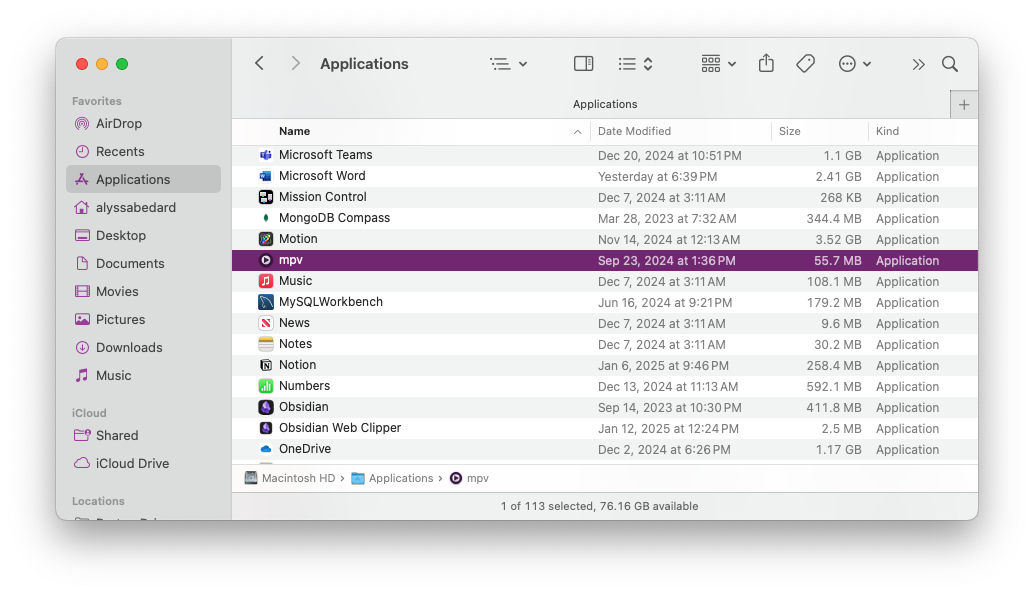 Applications
Favorites
AirDrop
Recents
Applications
alyssabedard
Desktop
Documents
Movies
Pictures
Downloads
Music
iCloud
Shared
iCloud Drive
Locations
Applications
Name Date Modified Size Kind
Microsoft Teams Dec 20, 2024 at 10:51 PM 1.1 GB Application
Microsoft Word Yesterday at 6:39 PM 2.41 GB Application
Mission Control Dec 7, 2024 at 3:11 AM 268 KB Application
MongoDB Compass Mar 28, 2023 at 7:32 AM 344.4 MB Application
Motion Nov 14, 2024 at 12:13 AM 3.52 GB Application
mpv Sep 23, 2024 at 1:36 PM 55.7 MB Application
Music Dec 7, 2024 at 3:11 AM 108.1 MB Application
MySQLWorkbench Jun 16, 2024 at 9:21 PM 179.2 MB Application
News Dec 7, 2024 at 3:11 AM 9.6 MB Application
Notes Dec 7, 2024 at 3:11 AM 30.2 MB Application
Notion Jan 6, 2025 at 9:46 PM 258.4 MB Application
Numbers Dec 13, 2024 at 11:13 AM 592.1 MB Application
Obsidian Sep 14, 2023 at 10:30 PM 411.8 MB Application
Obsidian Web Clipper Jan 12, 2025 at 12:24 PM 2.5 MB Application
OneDrive Dec 2, 2024 at 6:26 PM 1.17 GB Application
Macintosh HD › Applications › mpv
1 of 113 selected, 76.16 GB available